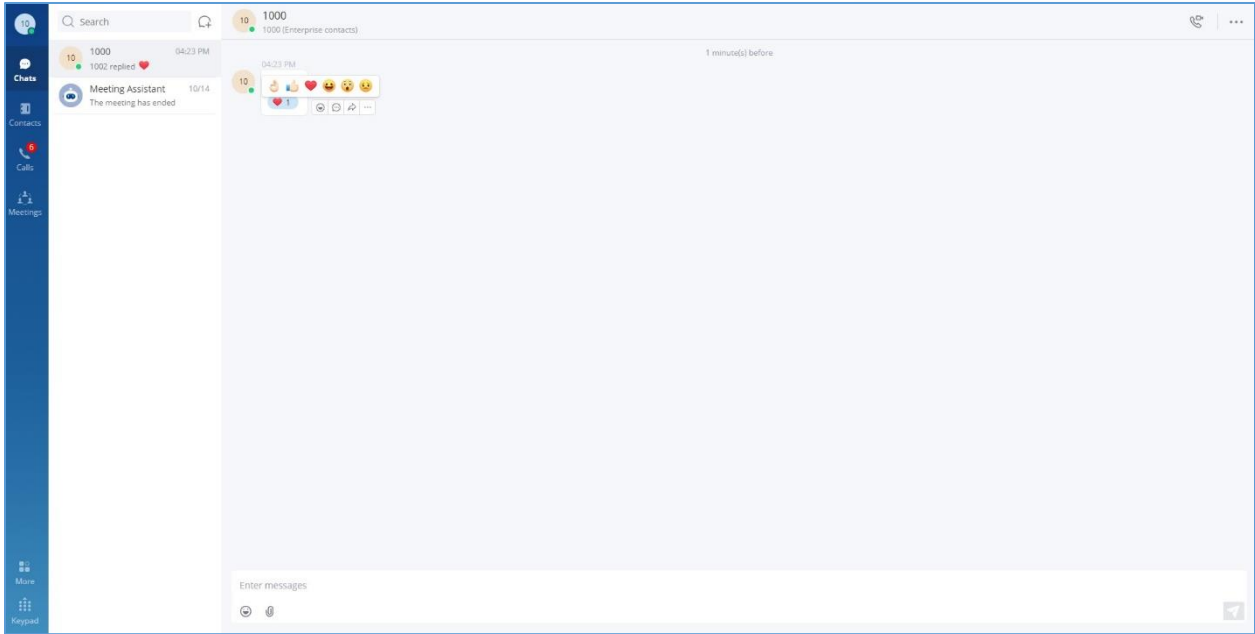 10
Chats
Contacts
6
Calls
Meetings
More
Keypad
Search
10
1000
04:23 PM
1002 replied ❤️
Meeting Assistant
10/14
The meeting has ended
10
1000
1000 (Enterprise contacts)
1 minute(s) before
04:23 PM
10
❤️ 1
Enter messages